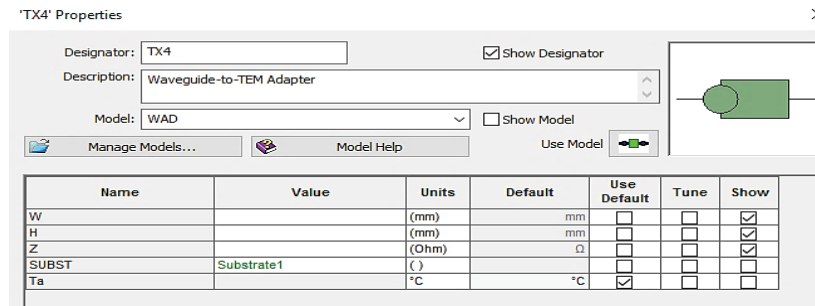 'TX4' Properties
Designator: TX4 Show Designator
Description: Waveguide-to-TEM Adapter
Model: WAD Show Model
Manage Models... Model Help Use Model
Name Value Units Default Use Default Tune Show
W (mm) mm
H (mm) mm
Z (Ohm) Ω
SUBST Substrate1 ( )
Ta °C °C